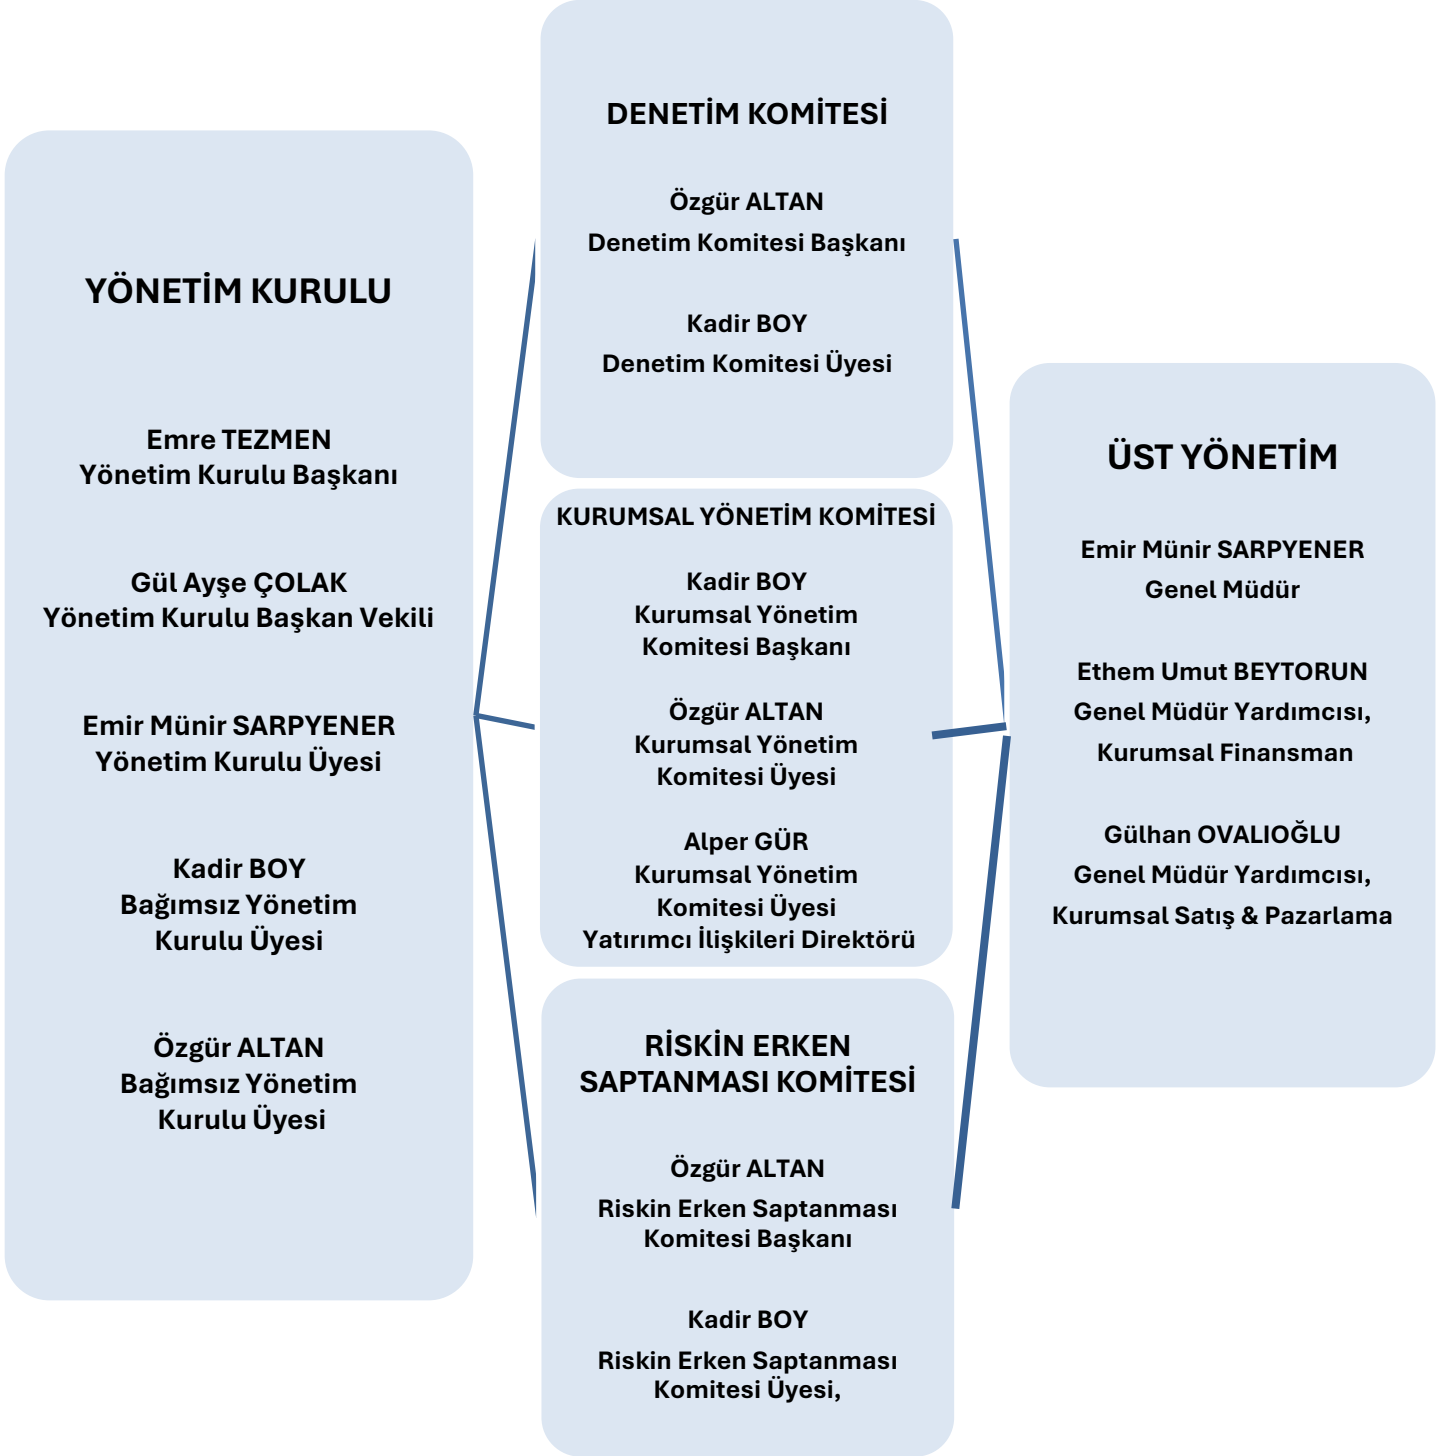 YÖNETİM KURULU
Emre TEZMEN
Yönetim Kurulu Başkanı
Gül Ayşe ÇOLAK
Yönetim Kurulu Başkan Vekili
Emir Münir SARPYENER
Yönetim Kurulu Üyesi
Kadir BOY
Bağımsız Yönetim
Kurulu Üyesi
Özgür ALTAN
Bağımsız Yönetim
Kurulu Üyesi
DENETİM KOMİTESİ
Özgür ALTAN
Denetim Komitesi Başkanı
Kadir BOY
Denetim Komitesi Üyesi
KURUMSAL YÖNETİM KOMİTESİ
Kadir BOY
Kurumsal Yönetim
Komitesi Başkanı
Özgür ALTAN
Kurumsal Yönetim
Komitesi Üyesi
Alper GÜR
Kurumsal Yönetim
Komitesi Üyesi
Yatırımcı İlişkileri Direktörü
RİSKİN ERKEN
SAPTANMASI KOMİTESİ
Özgür ALTAN
Riskin Erken Saptanması
Komitesi Başkanı
Kadir BOY
Riskin Erken Saptanması
Komitesi Üyesi,
ÜST YÖNETİM
Emir Münir SARPYENER
Genel Müdür
Ethem Umut BEYTORUN
Genel Müdür Yardımcısı,
Kurumsal Finansman
Gülhan OVALIOĞLU
Genel Müdür Yardımcısı,
Kurumsal Satış & Pazarlama